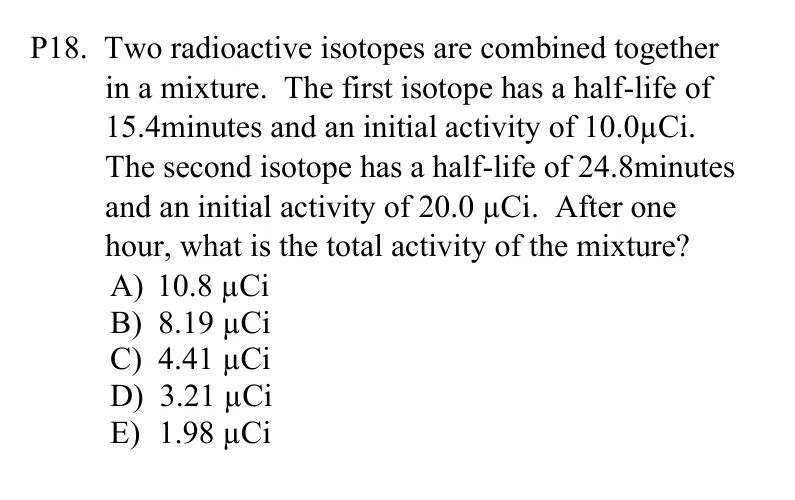 P18. Two radioactive isotopes are combined together
in a mixture. The first isotope has a half-life of
15.4minutes and an initial activity of 10.0μCi.
The second isotope has a half-life of 24.8minutes
and an initial activity of 20.0 μCi. After one
hour, what is the total activity of the mixture?
A) 10.8 μCi
B) 8.19 μCi
C) 4.41 μCi
D) 3.21 μCi
E) 1.98 μCi